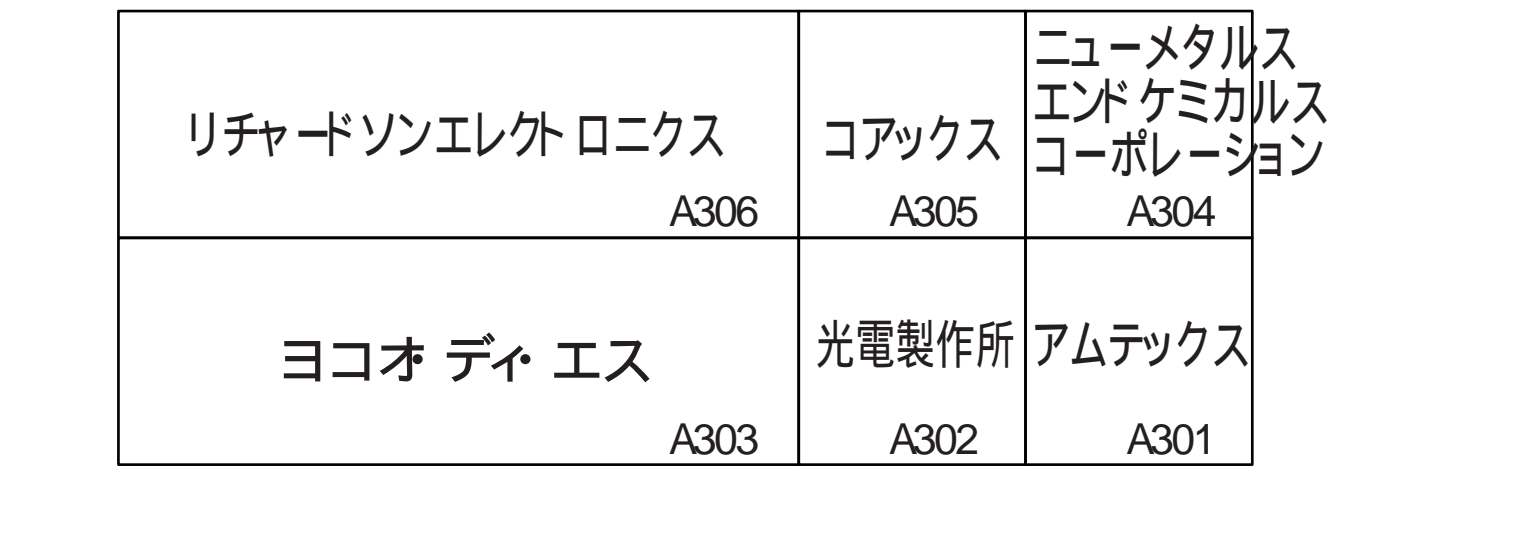 リチャードソンエレクトロニクス
A306
コアックス
A305
ニューメタルス
エンドケミカルス
コーポレーション
A304
ヨコオ・ディ・エス
A303
光電製作所
A302
アムテックス
A301